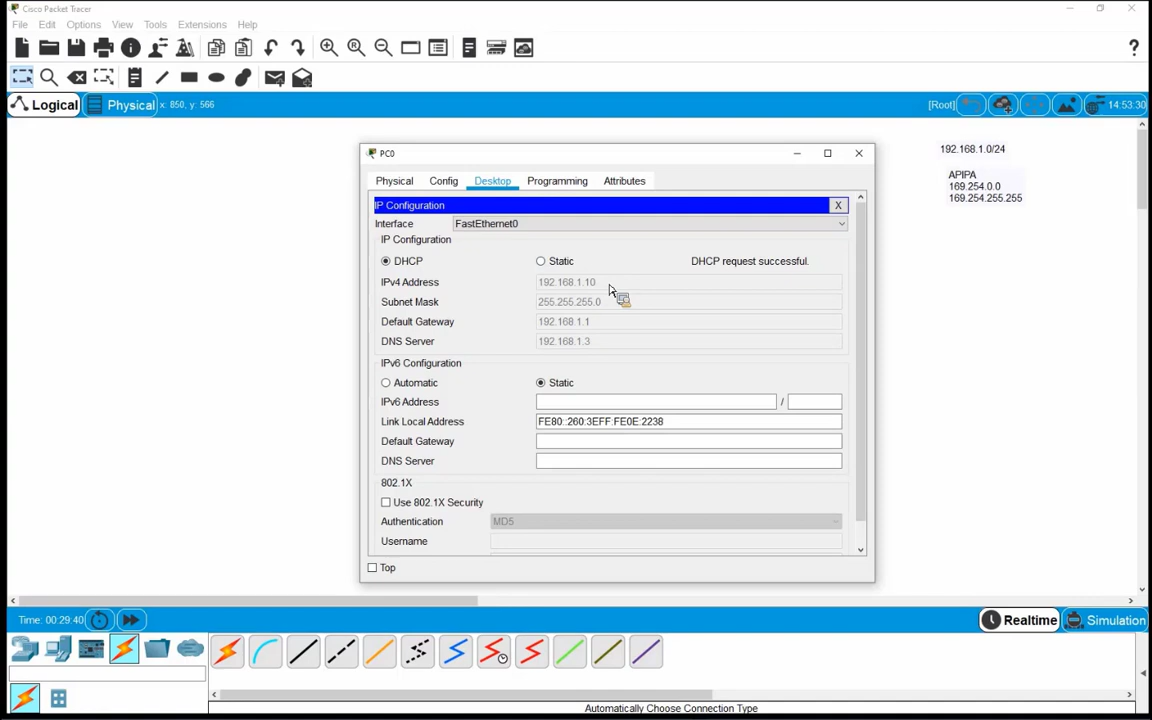 Cisco Packet Tracer
File Edit Options View Tools Extensions Help
?
Logical Physical x: 850, y: 566 [Root] 14:53:30
192.168.1.0/24
APIPA
169.254.0.0
169.254.255.255
PC0
Physical Config Desktop Programming Attributes
IP Configuration X
Interface FastEthernet0
IP Configuration
DHCP Static DHCP request successful.
IPv4 Address 192.168.1.10
Subnet Mask 255.255.255.0
Default Gateway 192.168.1.1
DNS Server 192.168.1.3
IPv6 Configuration
Automatic Static
IPv6 Address /
Link Local Address FE80::260:3EFF:FE0E:2238
Default Gateway
DNS Server
802.1X
Use 802.1X Security
Authentication MD5
Username
Top
Time: 00:29:40 Realtime Simulation
Automatically Choose Connection Type